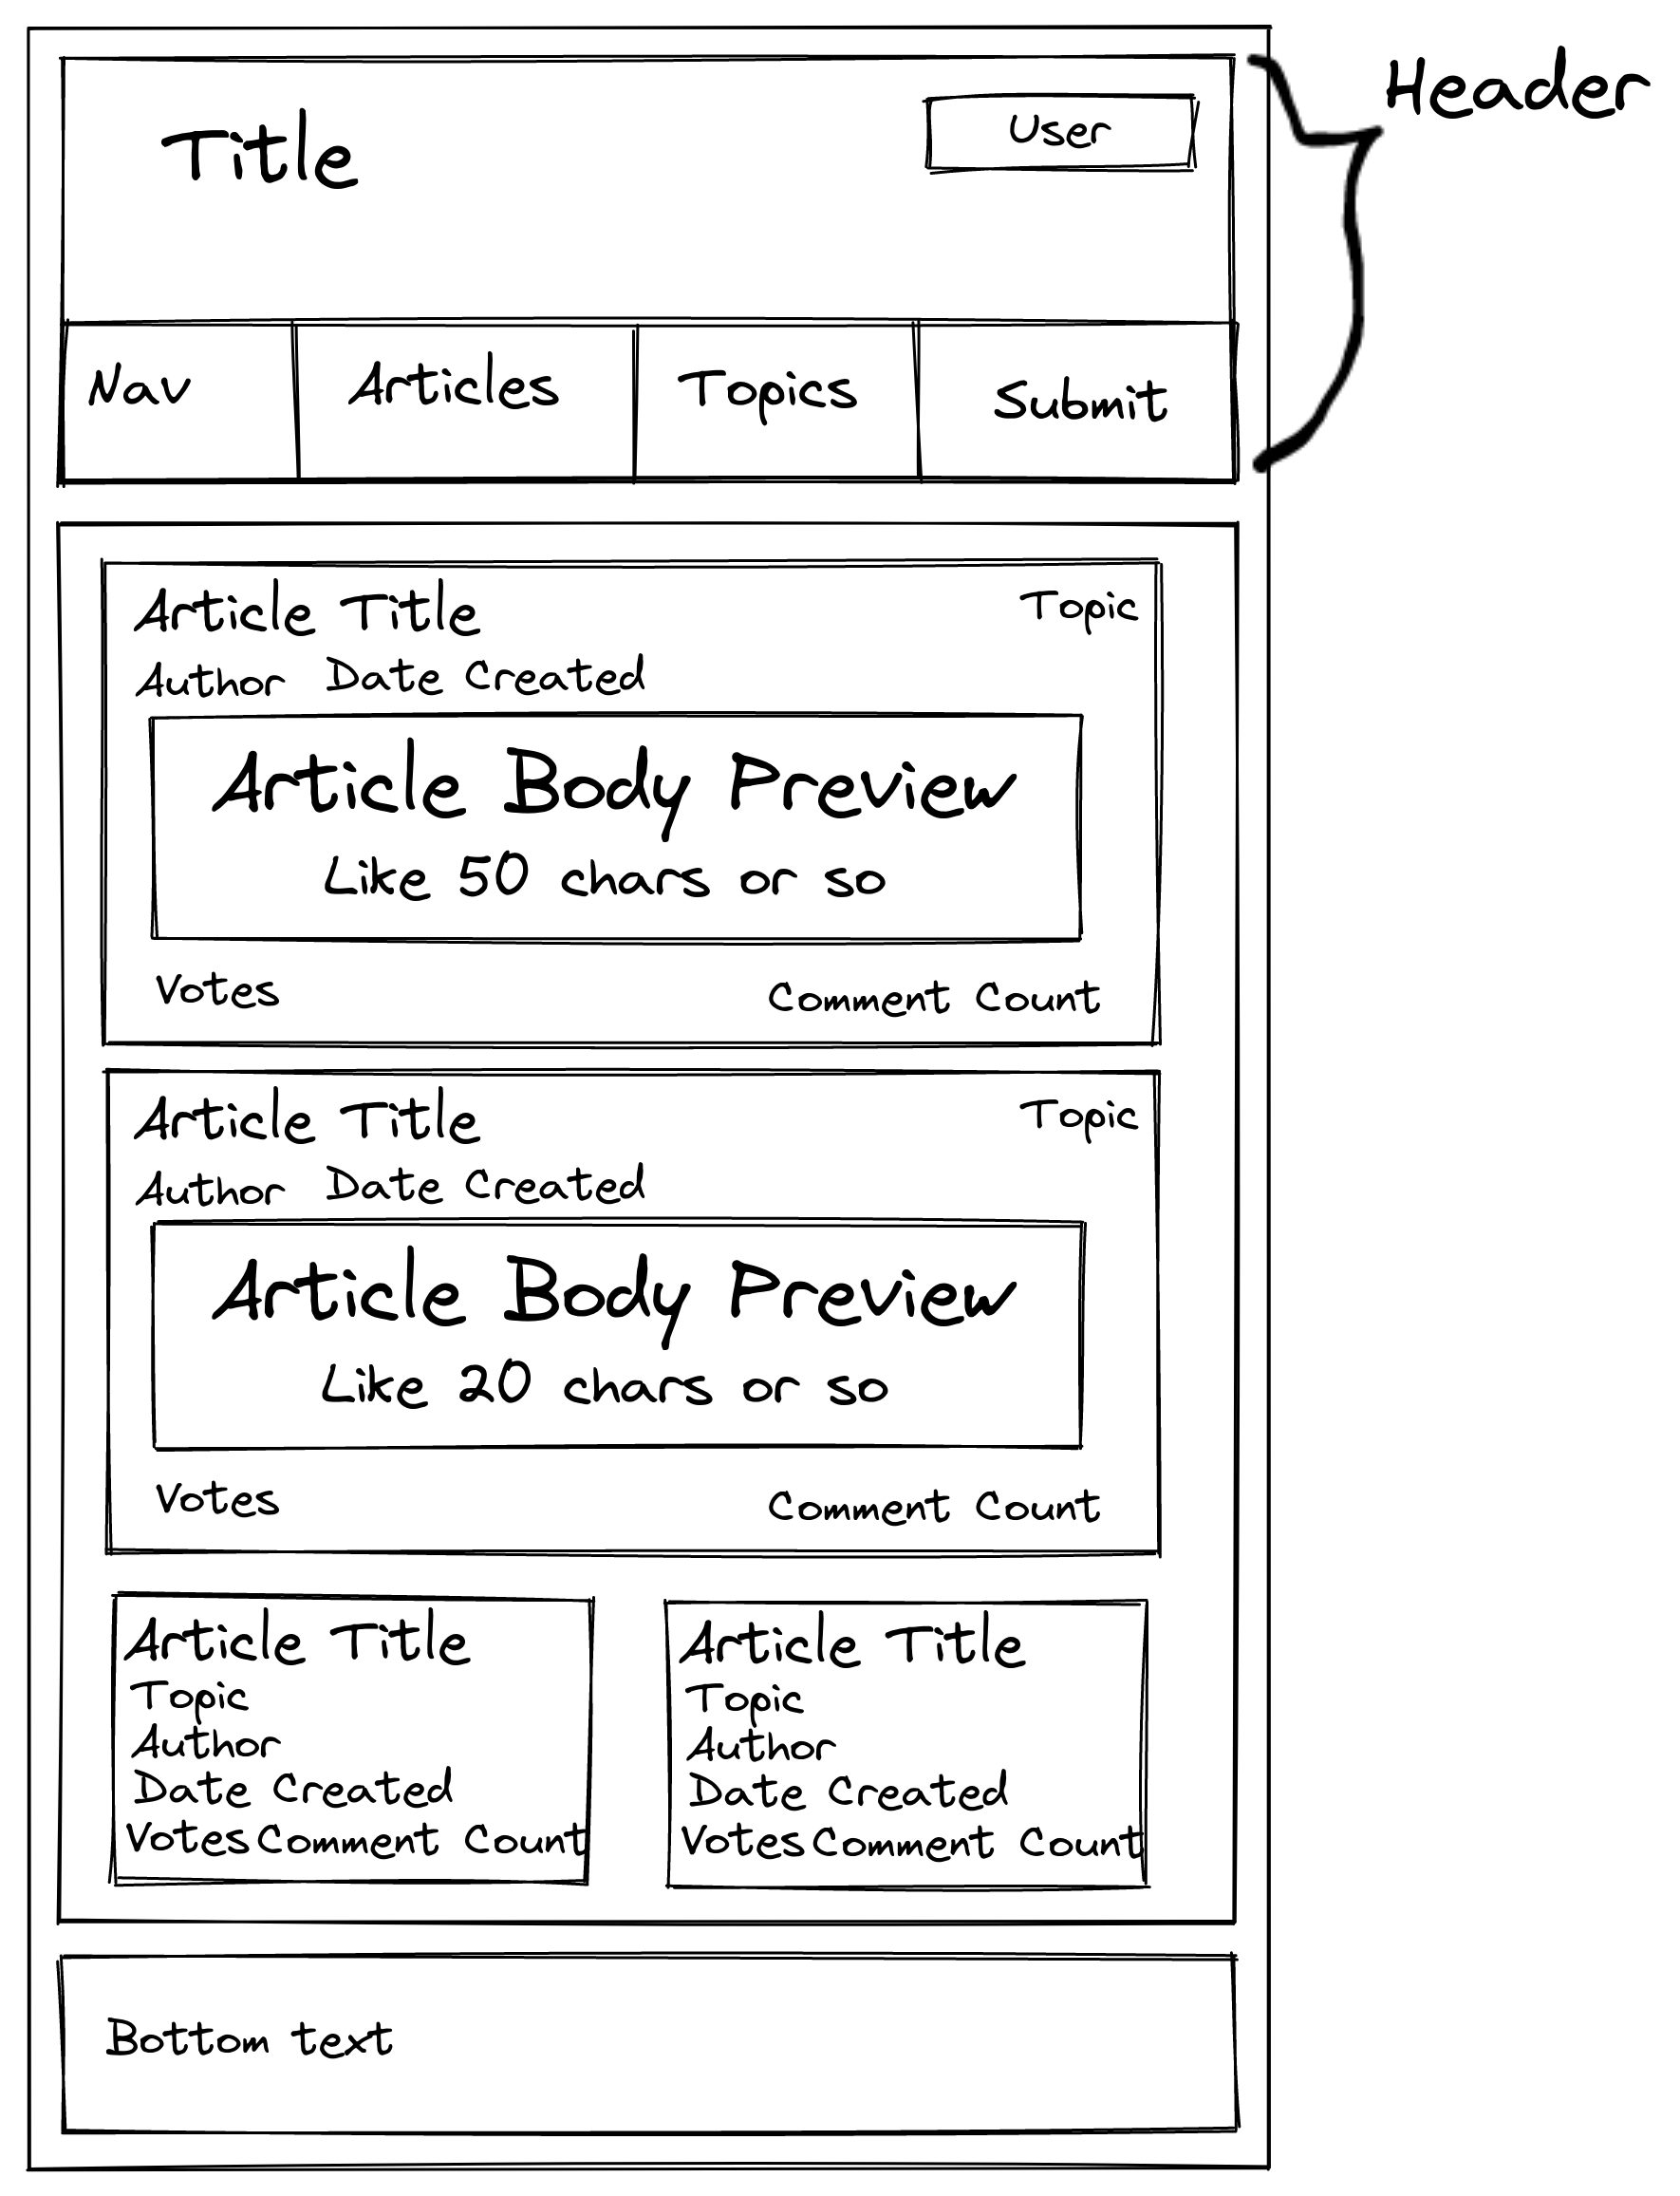 Header
Title
User
Nav
Articles
Topics
Submit
Article Title
Topic
Author Date Created
Article Body Preview
Like 50 chars or so
Votes
Comment Count
Article Title
Topic
Author Date Created
Article Body Preview
Like 20 chars or so
Votes
Comment Count
Article Title
Topic
Author
Date Created
Votes Comment Count
Article Title
Topic
Author
Date Created
Votes Comment Count
Bottom text